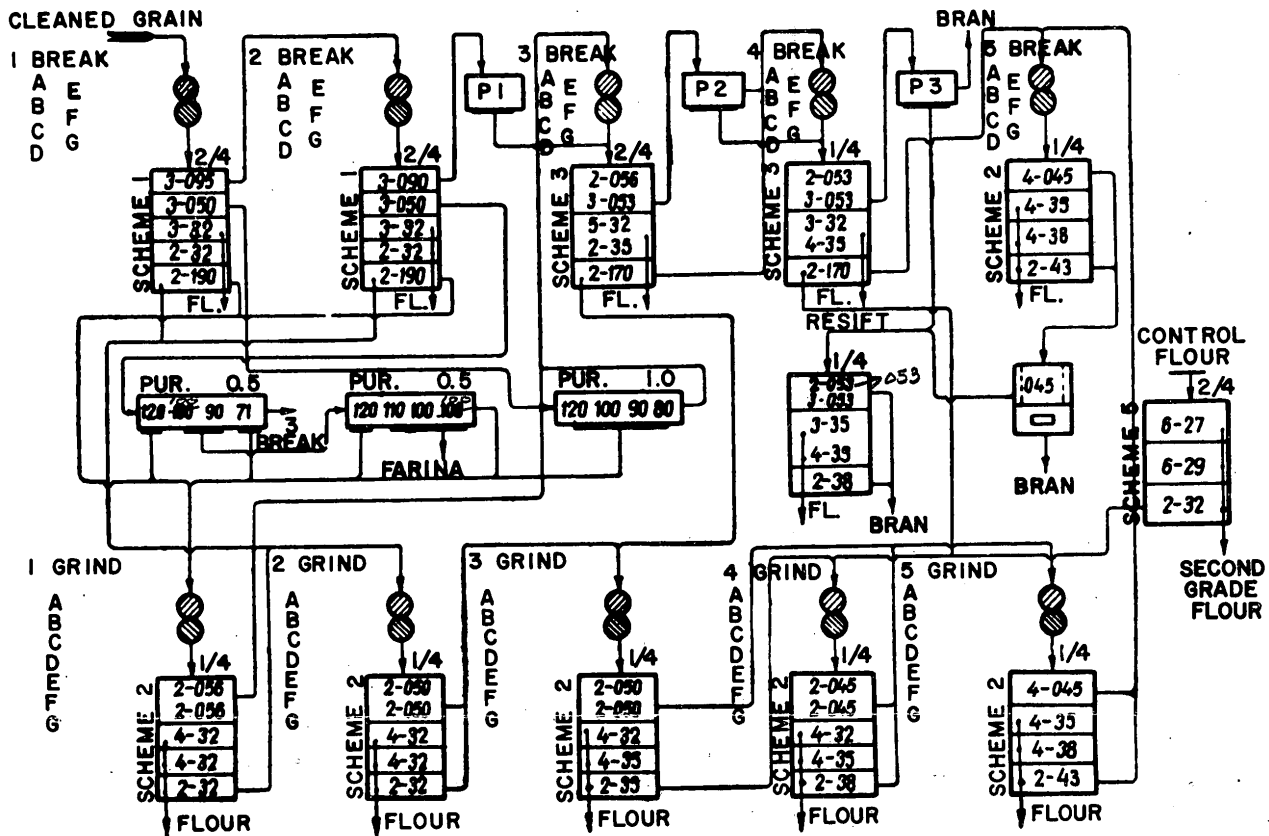 CLEANED GRAIN
BRAN
1 BREAK
A B C D
E F G
2 BREAK
A B C D
E F G
P1
3 BREAK
A B C D
E F G
P2
4 BREAK
A B C D
E F G
P3
5 BREAK
A B C D
E F G
2/4
3-095
3-050
3-32
2-32
2-190
SCHEME 1
FL.
2/4
3-090
3-050
3-32
2-32
2-190
SCHEME 1
FL.
2/4
2-056
3-053
5-32
2-35
2-170
SCHEME 3
FL.
1/4
2-053
3-053
3-32
4-35
2-170
SCHEME 3
FL.
1/4
4-045
4-35
4-38
2-43
SCHEME 2
FL.
RESIFT
1/4
2-053
053
3-053
3-35
4-35
2-38
FL.
BRAN
045
BRAN
CONTROL
FLOUR
2/4
6-27
6-29
2-32
SCHEME 5
SECOND
GRADE
FLOUR
PUR. 0.5
120 90 71
3
BREAK
PUR. 0.5
120 110 100
FARINA
PUR. 1.0
120 100 90 80
1 GRIND
A B C D E F G
2 GRIND
A B C D E F G
3 GRIND
A B C D E F G
4 GRIND
A B C D E F G
5 GRIND
A B C D E F G
1/4
2-056
2-056
4-32
4-32
2-32
SCHEME 2
FLOUR
1/4
2-050
2-050
4-32
4-32
2-32
SCHEME 2
FLOUR
1/4
2-050
2-050
4-32
4-35
2-35
SCHEME 2
FLOUR
1/4
2-045
2-045
4-32
4-35
2-38
SCHEME 2
FLOUR
1/4
4-045
4-35
4-38
2-43
SCHEME 2
FLOUR